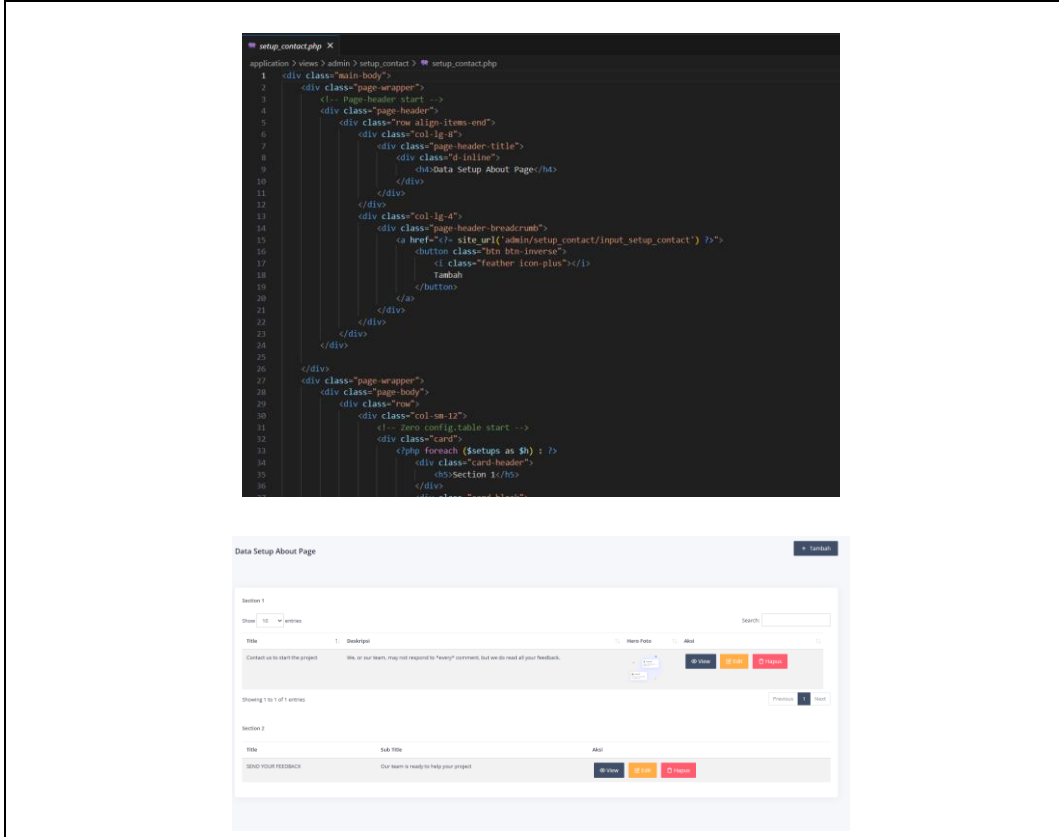 setup_contact.php X
application > views > admin > setup_contact > setup_contact.php
1 <div class="main-body">
2 <div class="page-wrapper">
3 <!-- Page-header start -->
4 <div class="page-header">
5 <div class="row align-items-end">
6 <div class="col-lg-8">
7 <div class="page-header-title">
8 <div class="d-inline">
9 <h4>Data Setup About Page</h4>
10 </div>
11 </div>
12 </div>
13 <div class="col-lg-4">
14 <div class="page-header-breadcrumb">
15 <a href="<?= site_url('admin/setup_contact/input_setup_contact') ?>">
16 <button class="btn btn-inverse">
17 <i class="feather icon-plus"></i>
18 Tambah
19 </button>
20 </a>
21 </div>
22 </div>
23 </div>
24 </div>
25
26 </div>
27 <div class="page-wrapper">
28 <div class="page-body">
29 <div class="row">
30 <div class="col-sm-12">
31 <!-- Zero config.table start -->
32 <div class="card">
33 <?php foreach ($setups as $h) : ?>
34 <div class="card-header">
35 <h5>Section 1</h5>
36 </div>
Data Setup About Page + Tambah
Section 1
Show 10 entries Search:
Title Deskripsi Hero Foto Aksi
Contact us to start the project We, or our team, may not respond to *every* comment, but we do read all your feedback. View Edit Hapus
Showing 1 to 1 of 1 entries Previous 1 Next
Section 2
Title Sub Title Aksi
SEND YOUR FEEDBACK Our team is ready to help your project View Edit Hapus